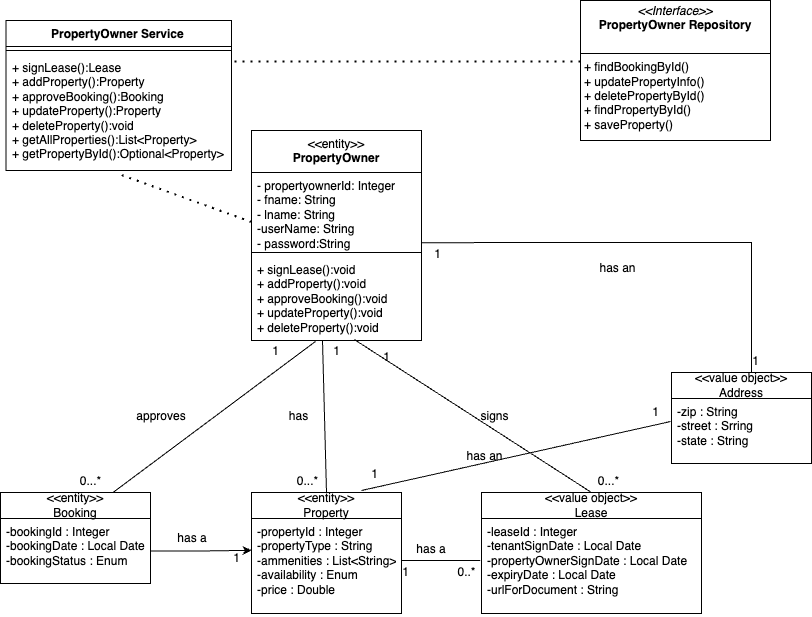 PropertyOwner Service
+ signLease():Lease
+ addProperty():Property
+ approveBooking():Booking
+ updateProperty():Property
+ deleteProperty():void
+ getAllProperties():List<Property>
+ getPropertyById():Optional<Property>
<<Interface>>
PropertyOwner Repository
+ findBookingById()
+ updatePropertyInfo()
+ deletePropertyById()
+ findPropertyById()
+ saveProperty()
<<entity>>
PropertyOwner
- propertyownerId: Integer
- fname: String
- lname: String
-userName: String
- password:String
+ signLease():void
+ addProperty():void
+ approveBooking():void
+ updateProperty():void
+ deleteProperty():void
1
has an
1
1
1
1
approves
has
signs
<<value object>>
Address
-zip : String
-street : Srring
-state : String
1
has an
1
0...*
0...*
0...*
<<entity>>
Booking
-bookingId : Integer
-bookingDate : Local Date
-bookingStatus : Enum
has a
1
<<entity>>
Property
-propertyId : Integer
-propertyType : String
-ammenities : List<String>
-availability : Enum
-price : Double
has a
1
0..*
<<value object>>
Lease
-leaseId : Integer
-tenantSignDate : Local Date
-propertyOwnerSignDate : Local Date
-expiryDate : Local Date
-urlForDocument : String